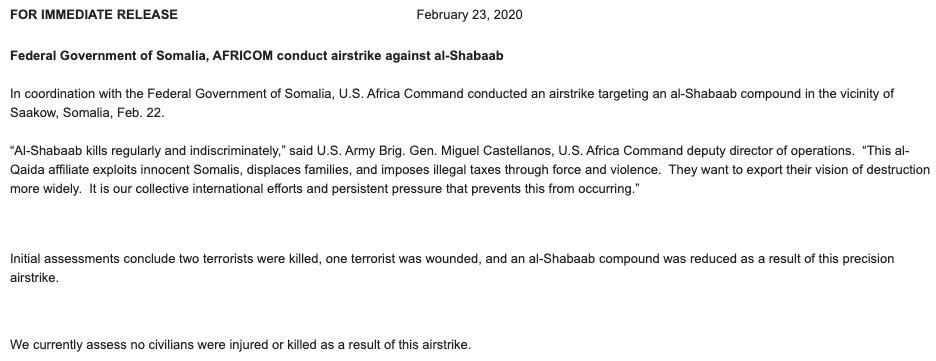 FOR IMMEDIATE RELEASE February 23, 2020
Federal Government of Somalia, AFRICOM conduct airstrike against al-Shabaab
In coordination with the Federal Government of Somalia, U.S. Africa Command conducted an airstrike targeting an al-Shabaab compound in the vicinity of
Saakow, Somalia, Feb. 22.
“Al-Shabaab kills regularly and indiscriminately,” said U.S. Army Brig. Gen. Miguel Castellanos, U.S. Africa Command deputy director of operations.  “This al-
Qaida affiliate exploits innocent Somalis, displaces families, and imposes illegal taxes through force and violence.  They want to export their vision of destruction
more widely.  It is our collective international efforts and persistent pressure that prevents this from occurring.”
Initial assessments conclude two terrorists were killed, one terrorist was wounded, and an al-Shabaab compound was reduced as a result of this precision
airstrike.
We currently assess no civilians were injured or killed as a result of this airstrike.